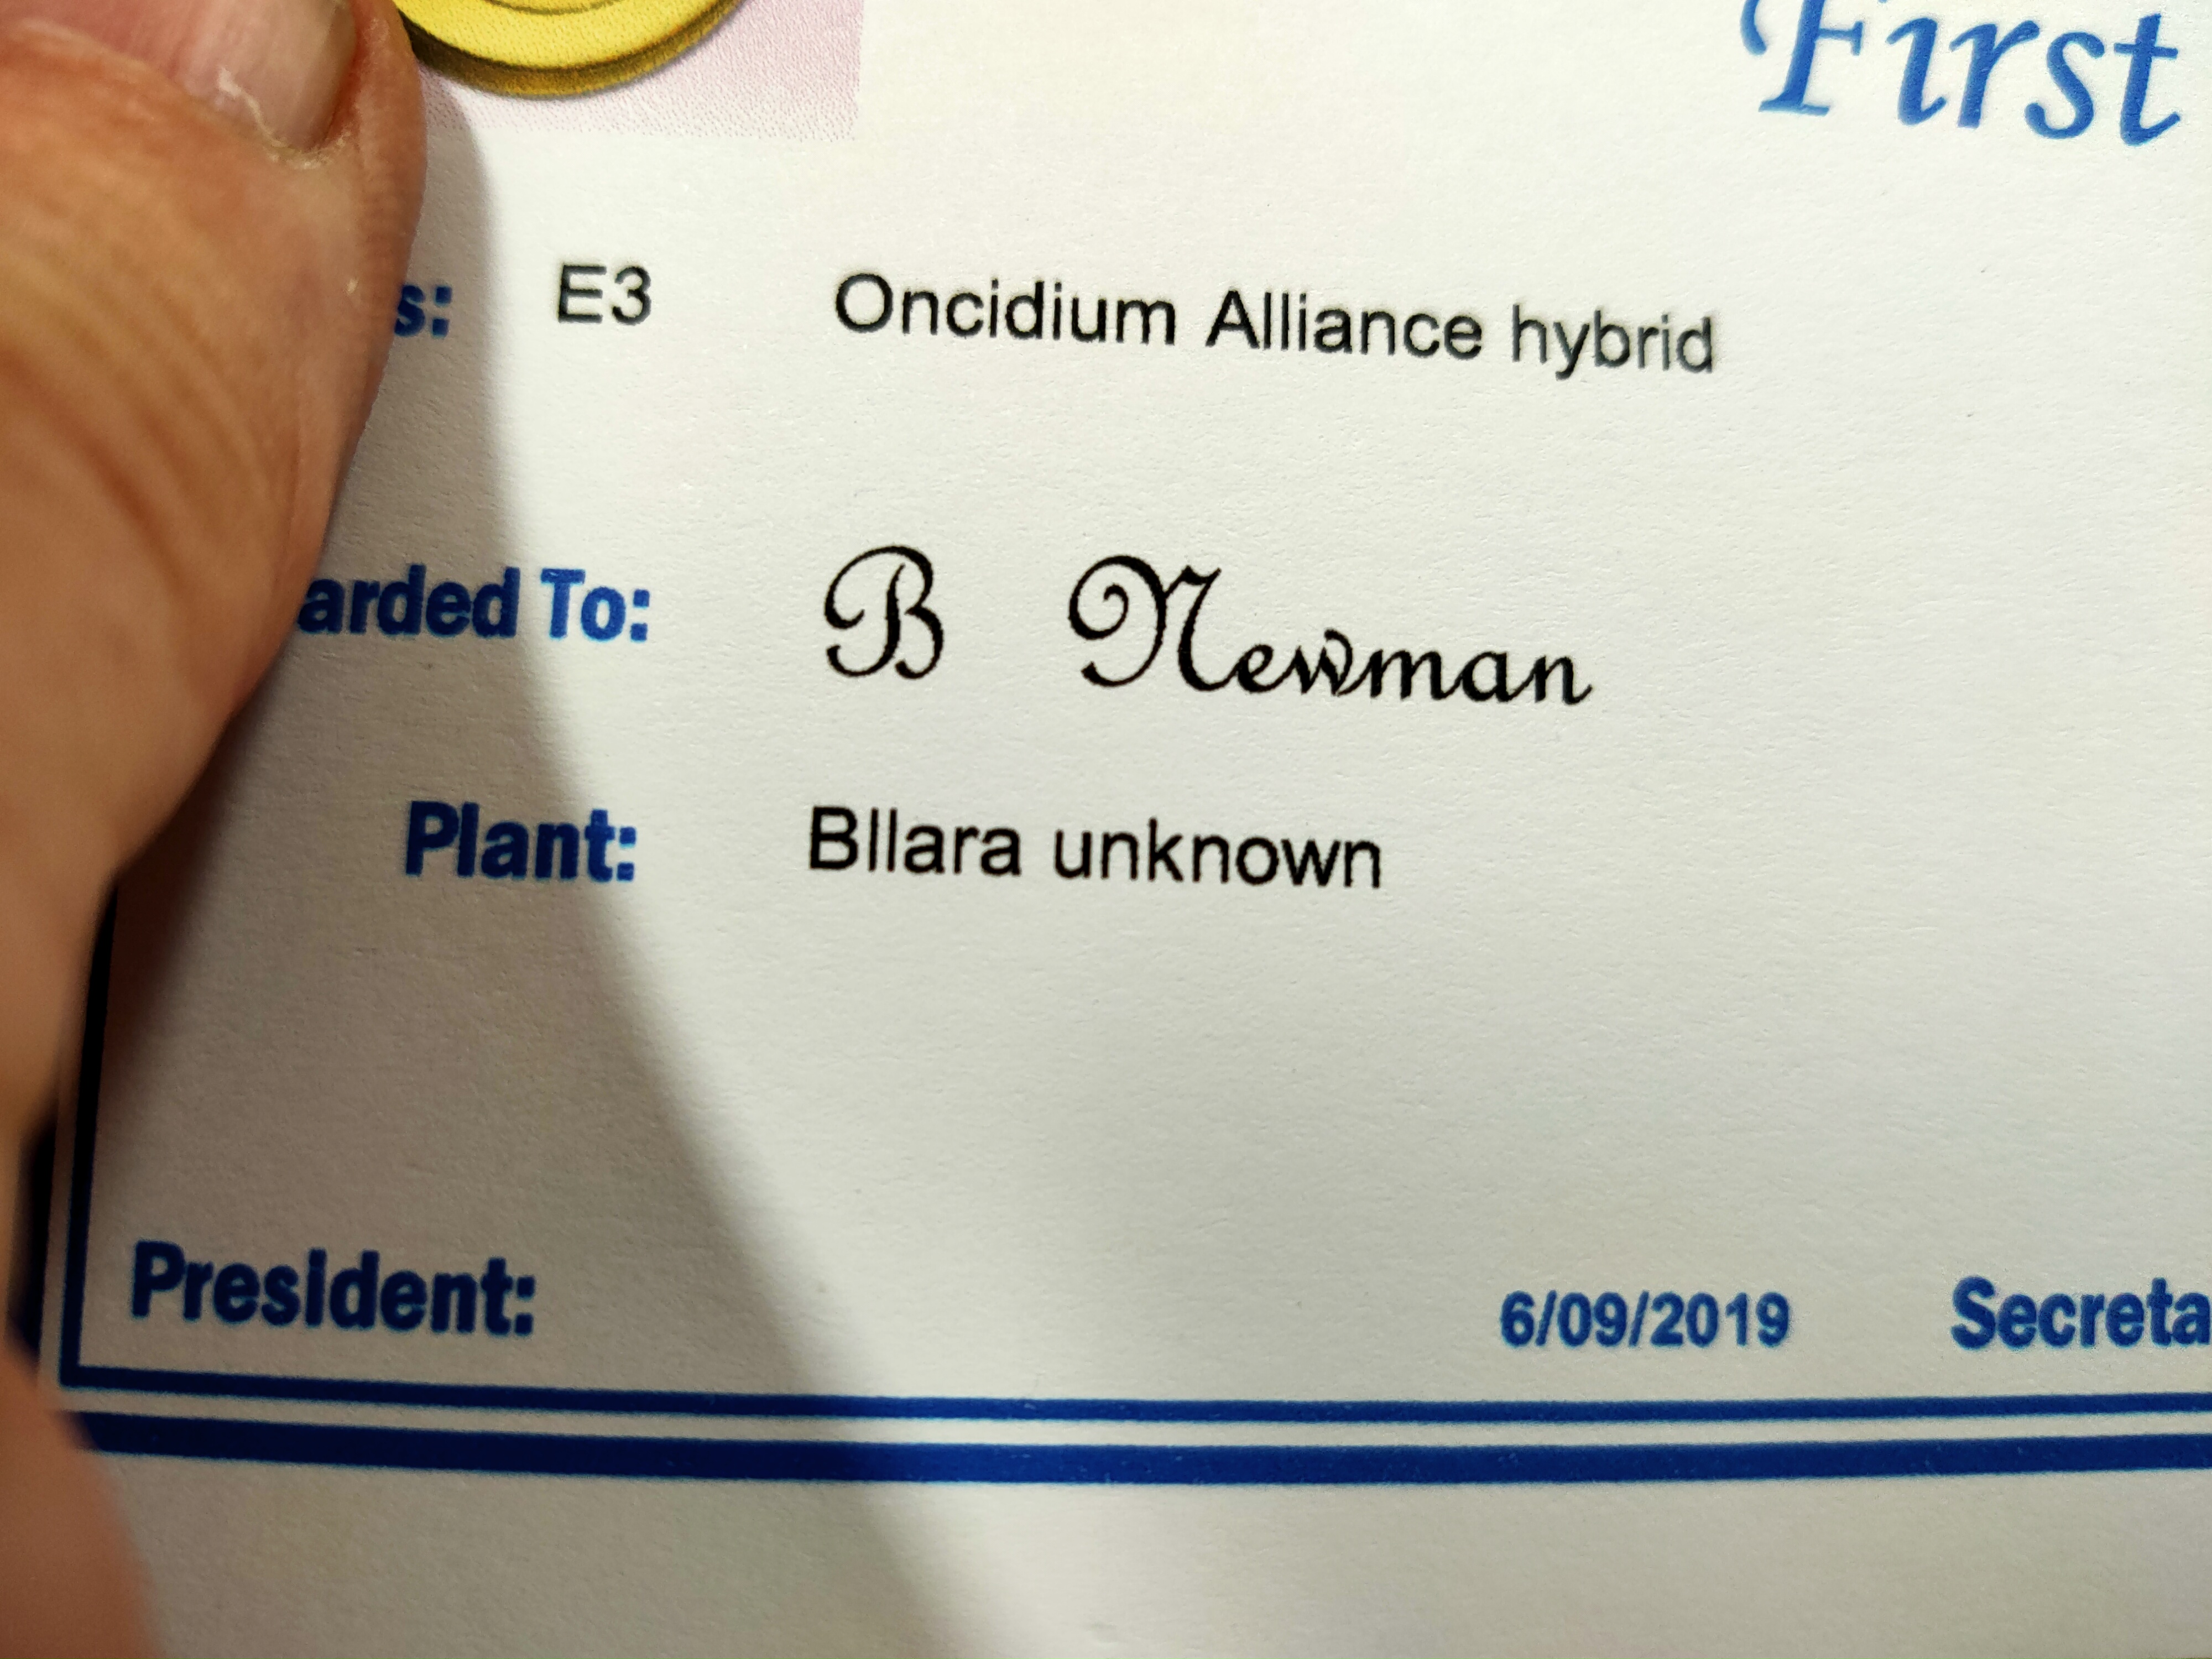 First
s: E3 Oncidium Alliance hybrid
arded To: B Newman
Plant: Bllara unknown
President: 6/09/2019 Secreta